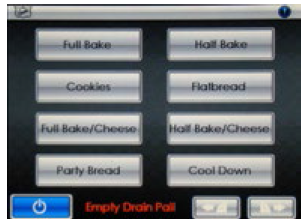 Full Bake
Half Bake
Cookies
Flatbread
Full Bake/Cheese
Half Bake/Cheese
Party Bread
Cool Down
Empty Drain Pail